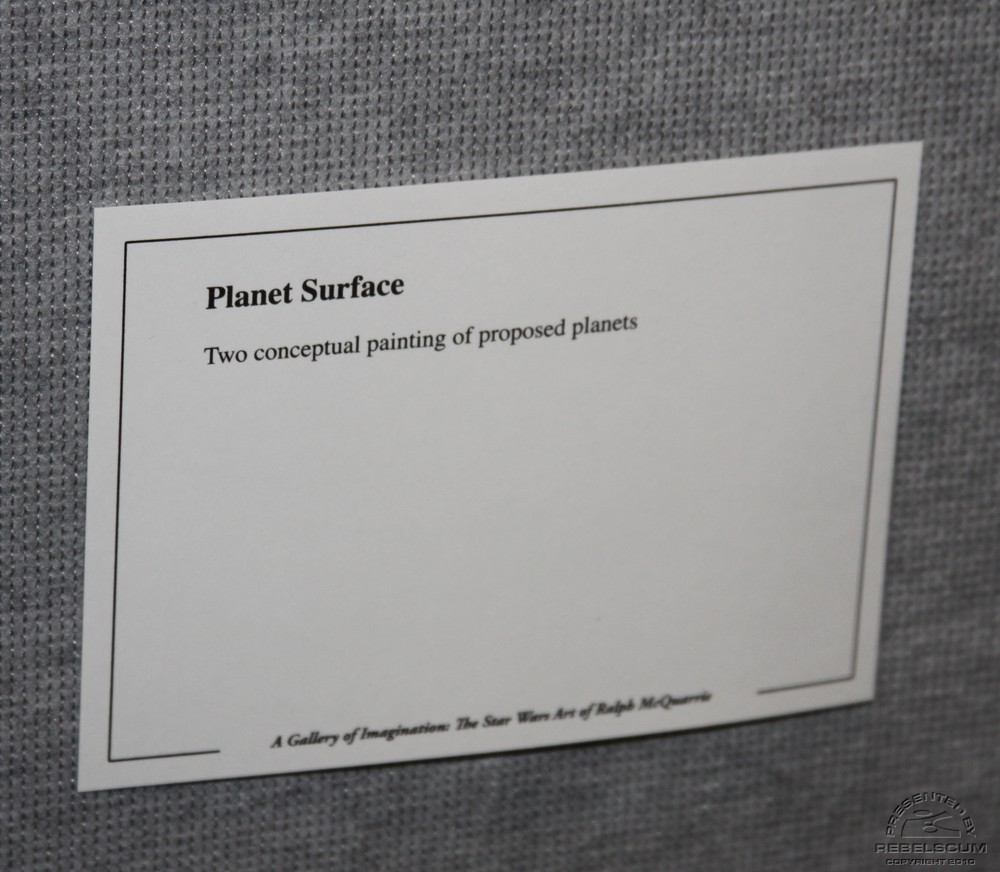 Planet Surface
Two conceptual painting of proposed planets
A Gallery of Imagination: The Star Wars Art of Ralph McQuarrie
PRESENTED BY
REBELSCUM
COPYRIGHT 2010